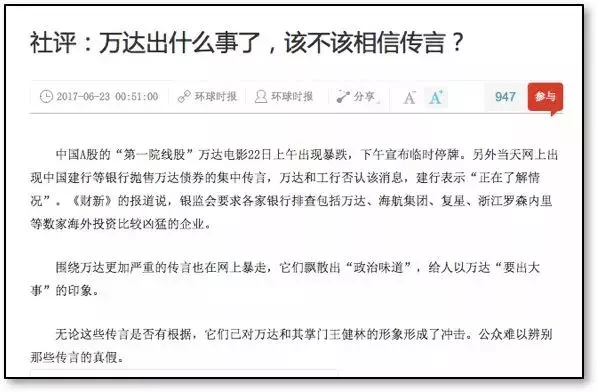 社评：万达出什么事了，该不该相信传言？
2017-06-23 00:51:00 环球时报 环球时报 分享 A- A+ 947 参与
中国A股的“第一院线股”万达电影22日上午出现暴跌，下午宣布临时停牌。另外当天网上出
现中国建行等银行抛售万达债券的集中传言，万达和工行否认该消息，建行表示“正在了解情
况”。《财新》的报道说，银监会要求各家银行排查包括万达、海航集团、复星、浙江罗森内里
等数家海外投资比较凶猛的企业。
围绕万达更加严重的传言也在网上暴走，它们飘散出“政治味道”，给人以万达“要出大
事”的印象。
无论这些传言是否有根据，它们已对万达和其掌门王健林的形象形成了冲击。公众难以辨别
那些传言的真假。